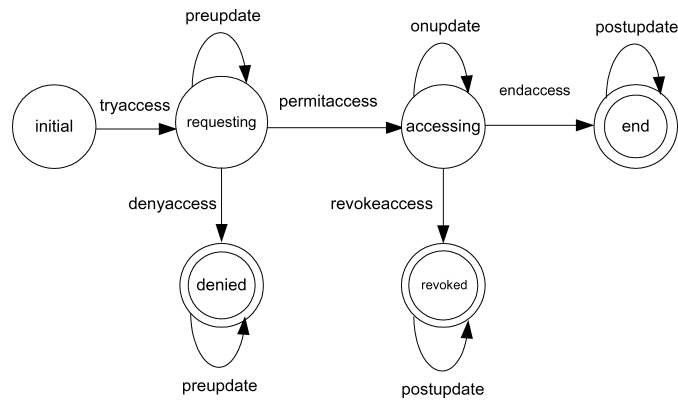 preupdate
onupdate
postupdate
tryaccess
permitaccess
endaccess
initial
requesting
accessing
end
denyaccess
revokeaccess
denied
revoked
preupdate
postupdate